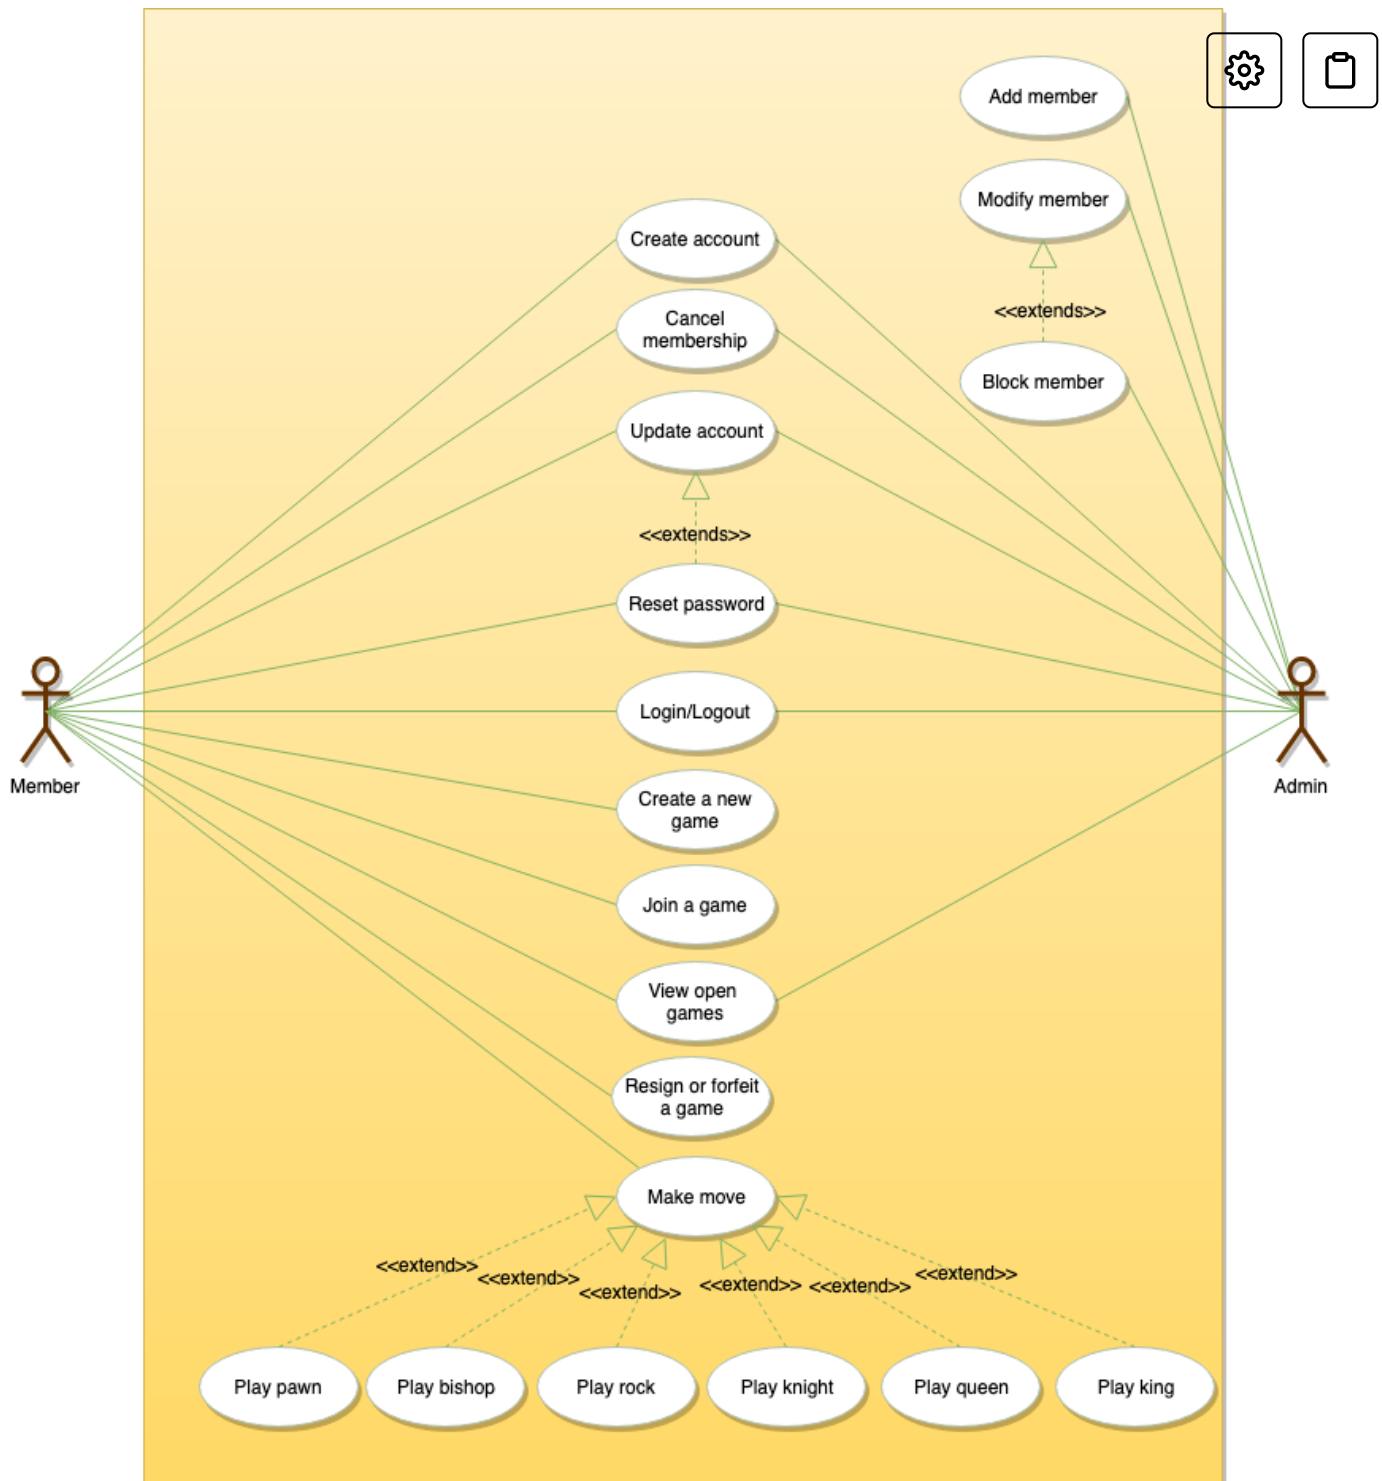 Add member
Modify member
<<extends>>
Block member
Create account
Cancel
membership
Update account
<<extends>>
Reset password
Login/Logout
Create a new
game
Join a game
View open
games
Resign or forfeit
a game
Make move
Member
Admin
<<extend>>
<<extend>>
<<extend>>
<<extend>>
<<extend>>
<<extend>>
Play pawn
Play bishop
Play rock
Play knight
Play queen
Play king